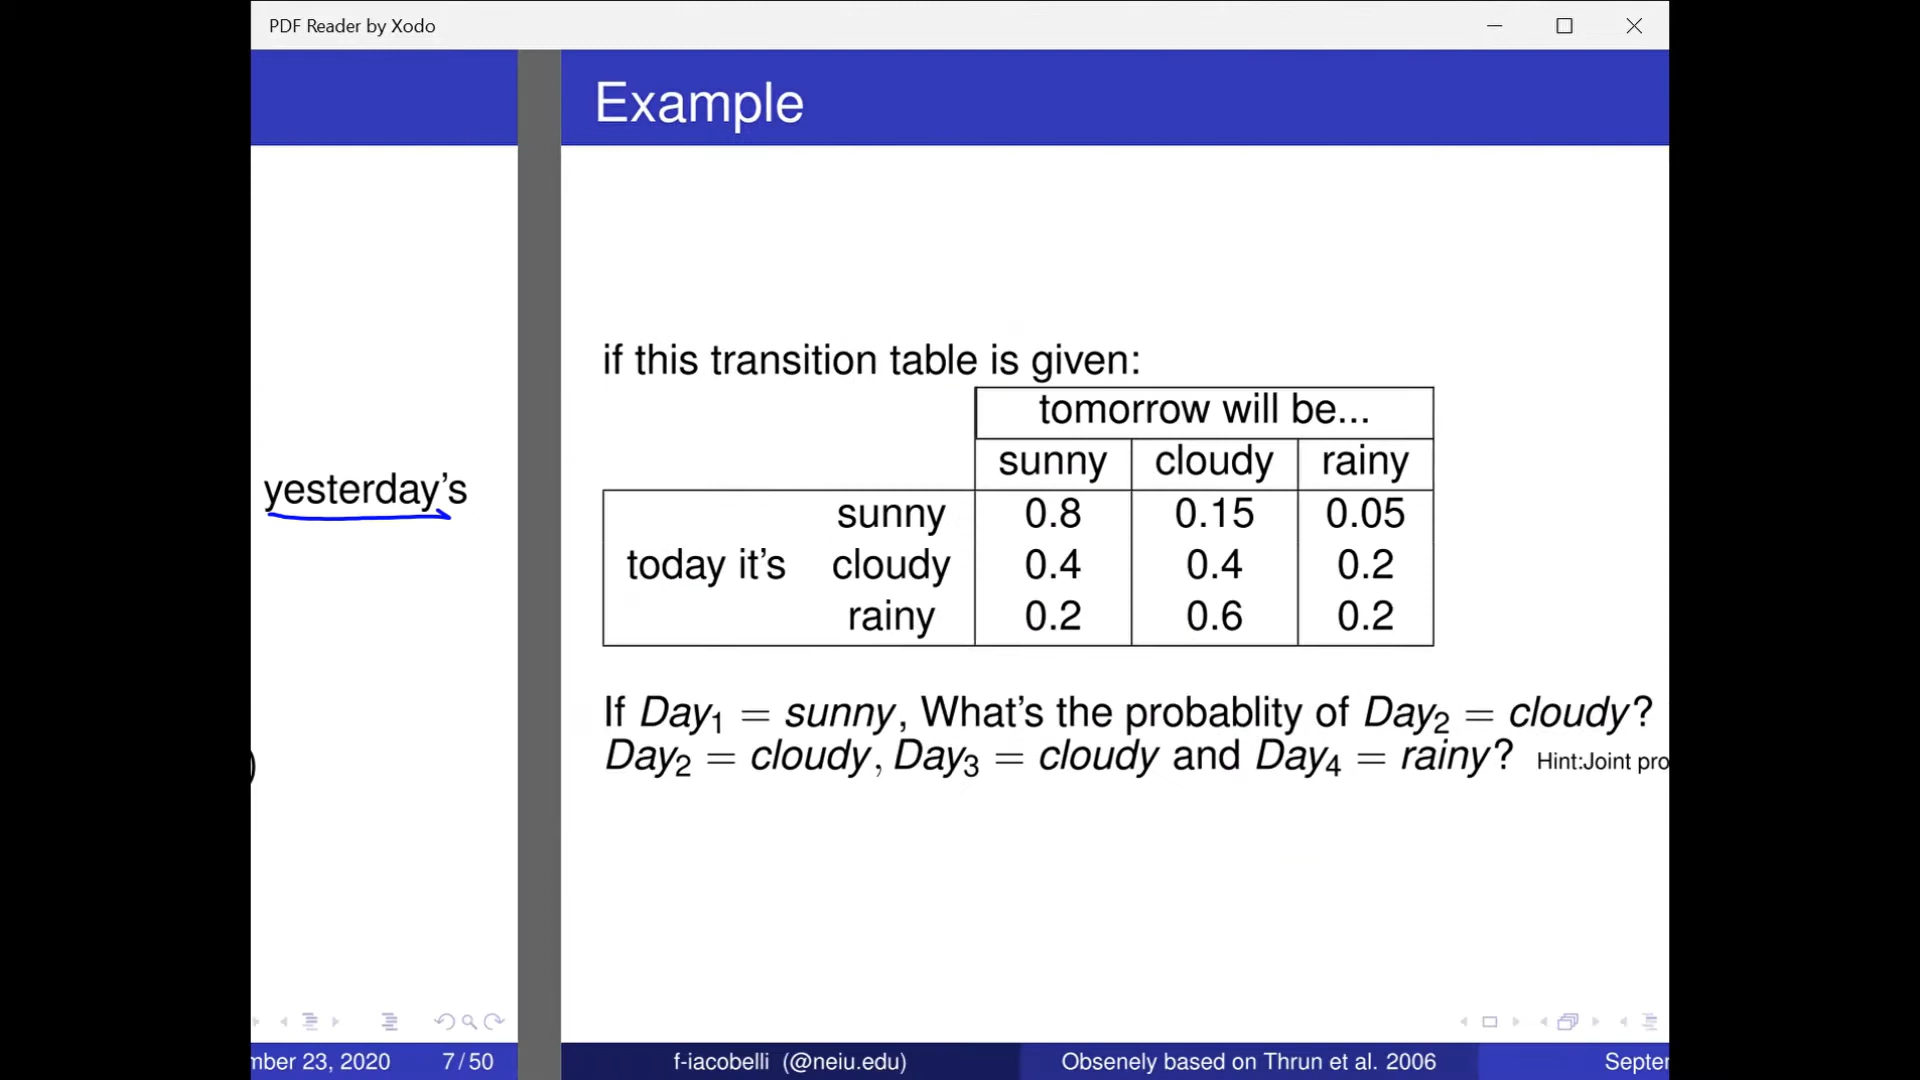 PDF Reader by Xodo
Example
if this transition table is given:
tomorrow will be...
sunny cloudy rainy
yesterday's
sunny 0.8 0.15 0.05
today it's cloudy 0.4 0.4 0.2
rainy 0.2 0.6 0.2
If Day1 = sunny, What's the probablity of Day2 = cloudy?
Day2 = cloudy, Day3 = cloudy and Day4 = rainy? Hint:Joint pro
)
mber 23, 2020 7/50 f-iacobelli (@neiu.edu) Obsenely based on Thrun et al. 2006 Septe